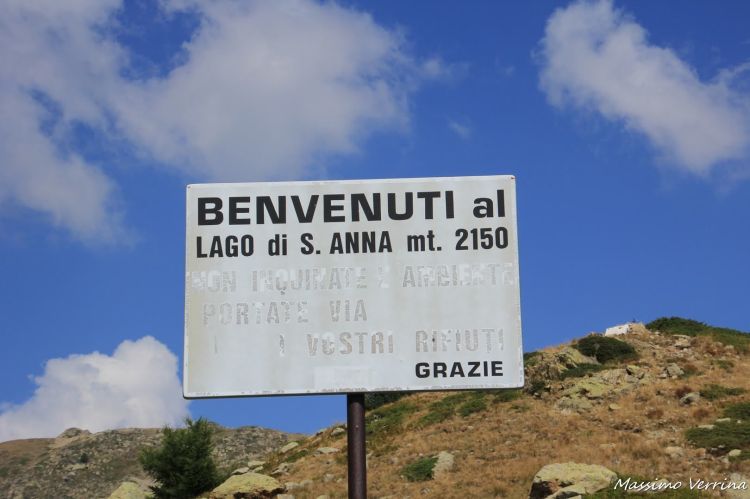 BENVENUTI al
LAGO di S. ANNA mt. 2150
NON INQUINATE L'AMBIENTE
PORTATE VIA
I VOSTRI RIFIUTI
GRAZIE
Massimo Verrina